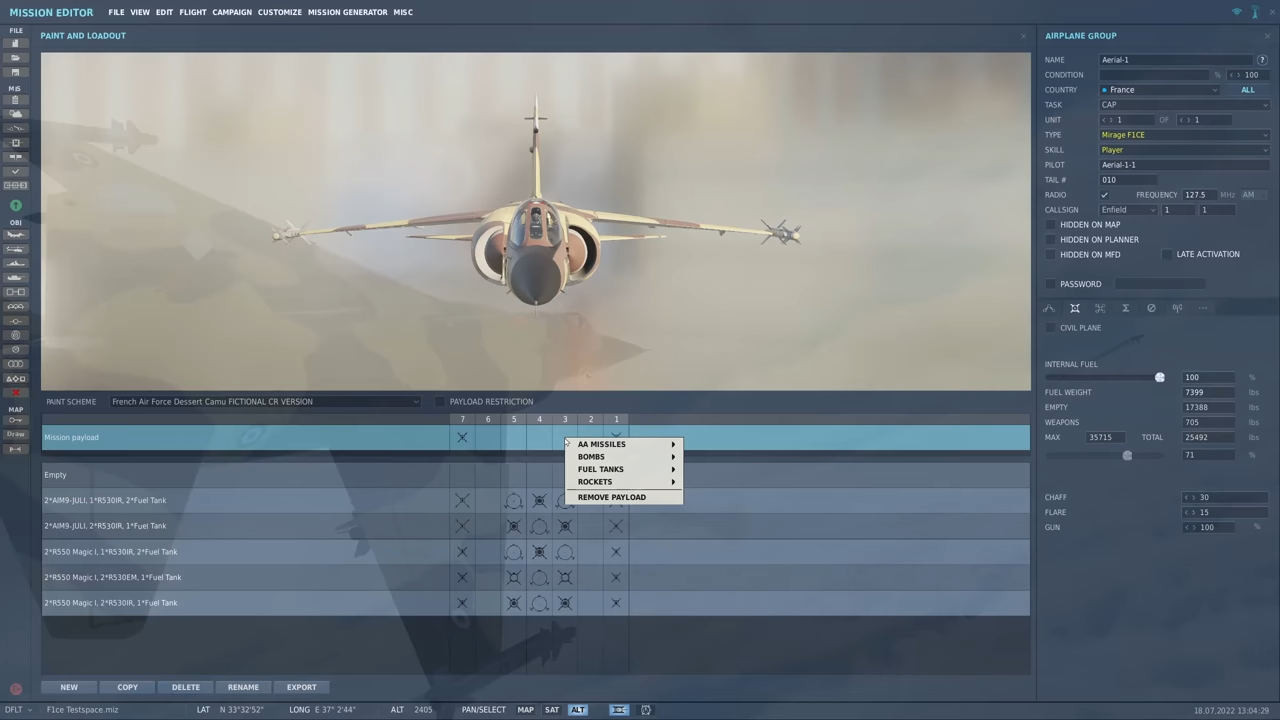 MISSION EDITOR FILE VIEW EDIT FLIGHT CAMPAIGN CUSTOMIZE MISSION GENERATOR MISC
FILE
MIS
OBJ
MAP
Draw
PAINT AND LOADOUT
PAINT SCHEME French Air Force Dessert Camu FICTIONAL CR VERSION PAYLOAD RESTRICTION
7 6 5 4 3 2 1
Mission payload
AA MISSILES
BOMBS
FUEL TANKS
ROCKETS
REMOVE PAYLOAD
Empty
2*AIM9-JULI, 1*R530IR, 2*Fuel Tank
2*AIM9-JULI, 2*R530IR, 1*Fuel Tank
2*R550 Magic I, 1*R530IR, 2*Fuel Tank
2*R550 Magic I, 2*R530EM, 1*Fuel Tank
2*R550 Magic I, 2*R530IR, 1*Fuel Tank
NEW COPY DELETE RENAME EXPORT
AIRPLANE GROUP
NAME Aerial-1 ?
CONDITION % < > 100
COUNTRY France ALL
TASK CAP
UNIT < > 1 OF < > 1
TYPE Mirage F1CE
SKILL Player
PILOT Aerial-1-1
TAIL # 010
RADIO FREQUENCY 127.5 MHz AM
CALLSIGN Enfield 1 1
HIDDEN ON MAP
HIDDEN ON PLANNER
HIDDEN ON MFD LATE ACTIVATION
PASSWORD
CIVIL PLANE
INTERNAL FUEL
100 %
FUEL WEIGHT 7399 lbs
EMPTY 17388 lbs
WEAPONS 705 lbs
MAX 35715 TOTAL 25492 lbs
71 %
CHAFF < > 30
FLARE < > 15
GUN < > 100 %
DFLT F1ce Testspace.miz LAT N 33°32'52" LONG E 37° 2'44" ALT 2405 PAN/SELECT MAP SAT ALT 18.07.2022 13:04:29